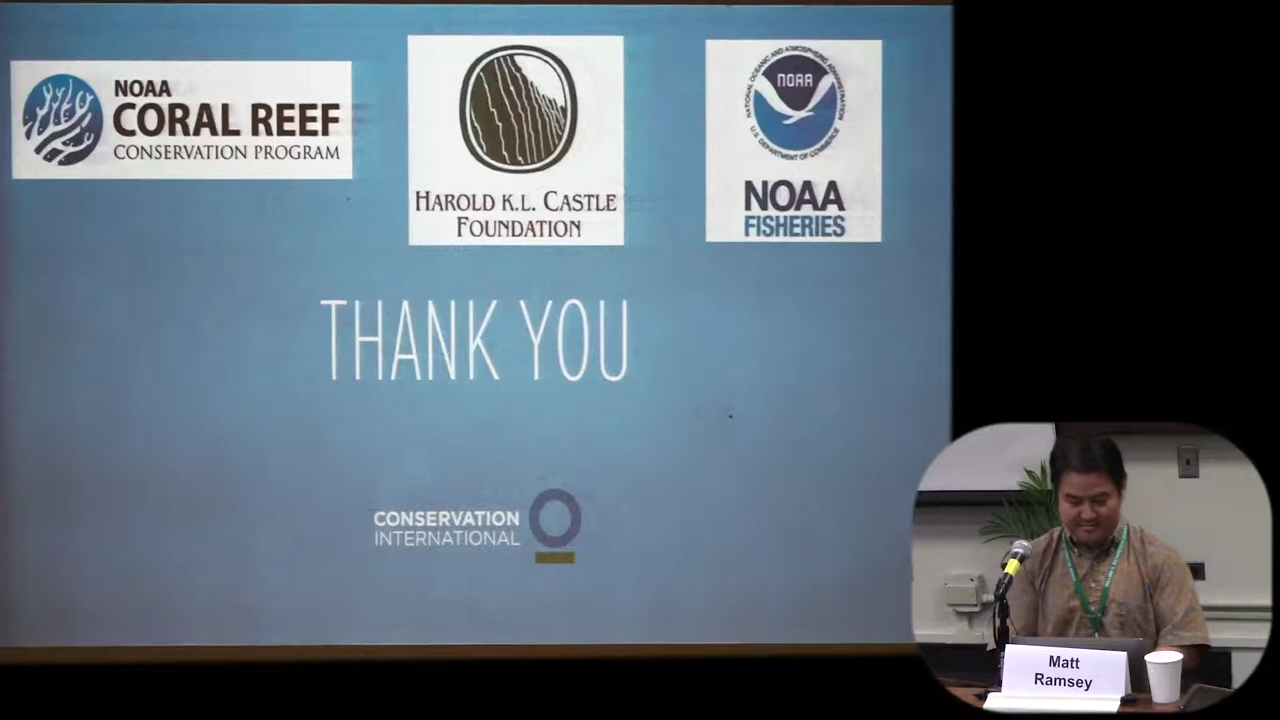 NOAA
CORAL REEF
CONSERVATION PROGRAM
HAROLD K.L. CASTLE
FOUNDATION
NATIONAL OCEANIC AND ATMOSPHERIC ADMINISTRATION
NOAA
U.S. DEPARTMENT OF COMMERCE
NOAA
FISHERIES
THANK YOU
CONSERVATION
INTERNATIONAL
Matt
Ramsey